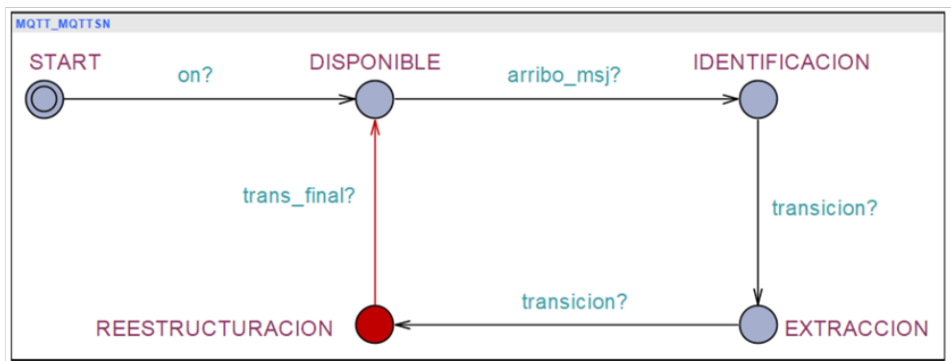 MQTT_MQTTSN
START
DISPONIBLE
IDENTIFICACION
on?
arribo_msj?
trans_final?
transicion?
transicion?
REESTRUCTURACION
EXTRACCION